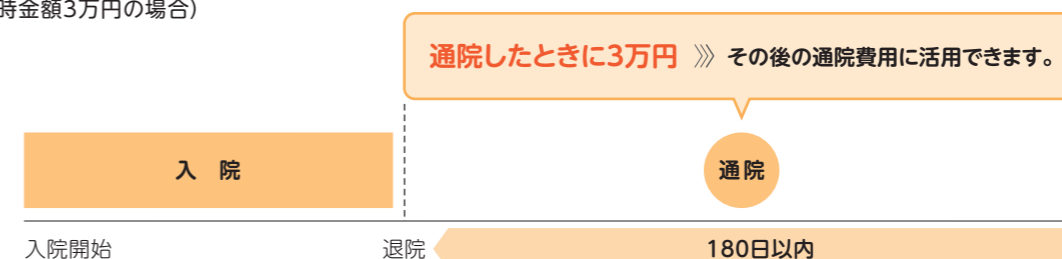 時金額3万円の場合)
通院したときに3万円 》 その後の通院費用に活用できます。
入 院
通院
入院開始
退院
180日以内